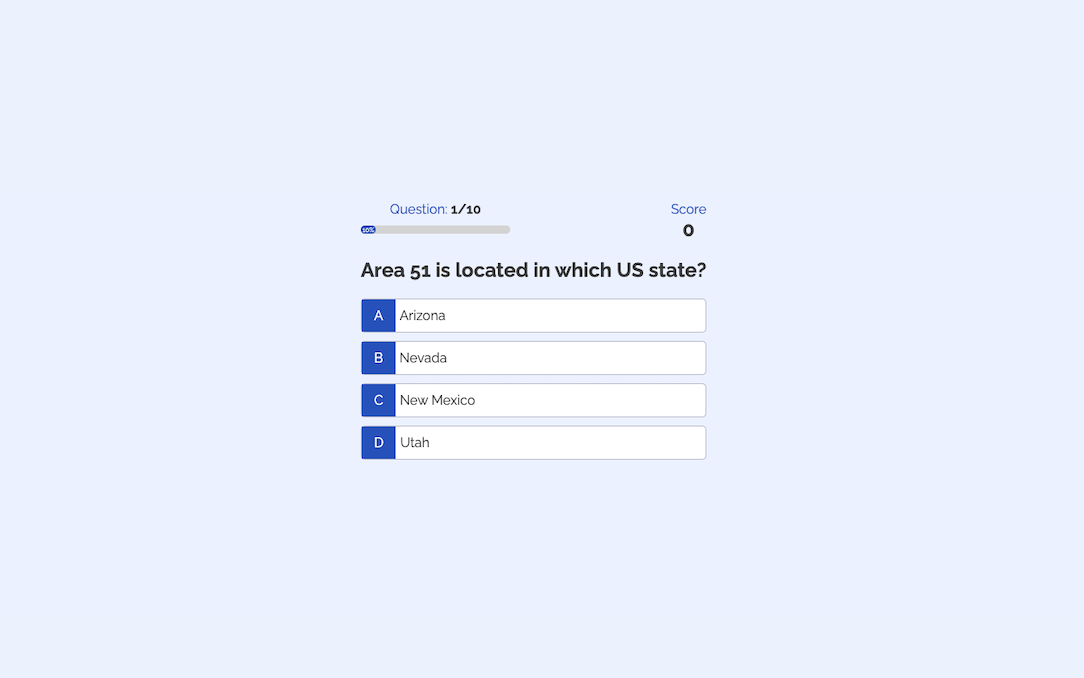 Question: 1/10
Score
10%
0
Area 51 is located in which US state?
A Arizona
B Nevada
C New Mexico
D Utah